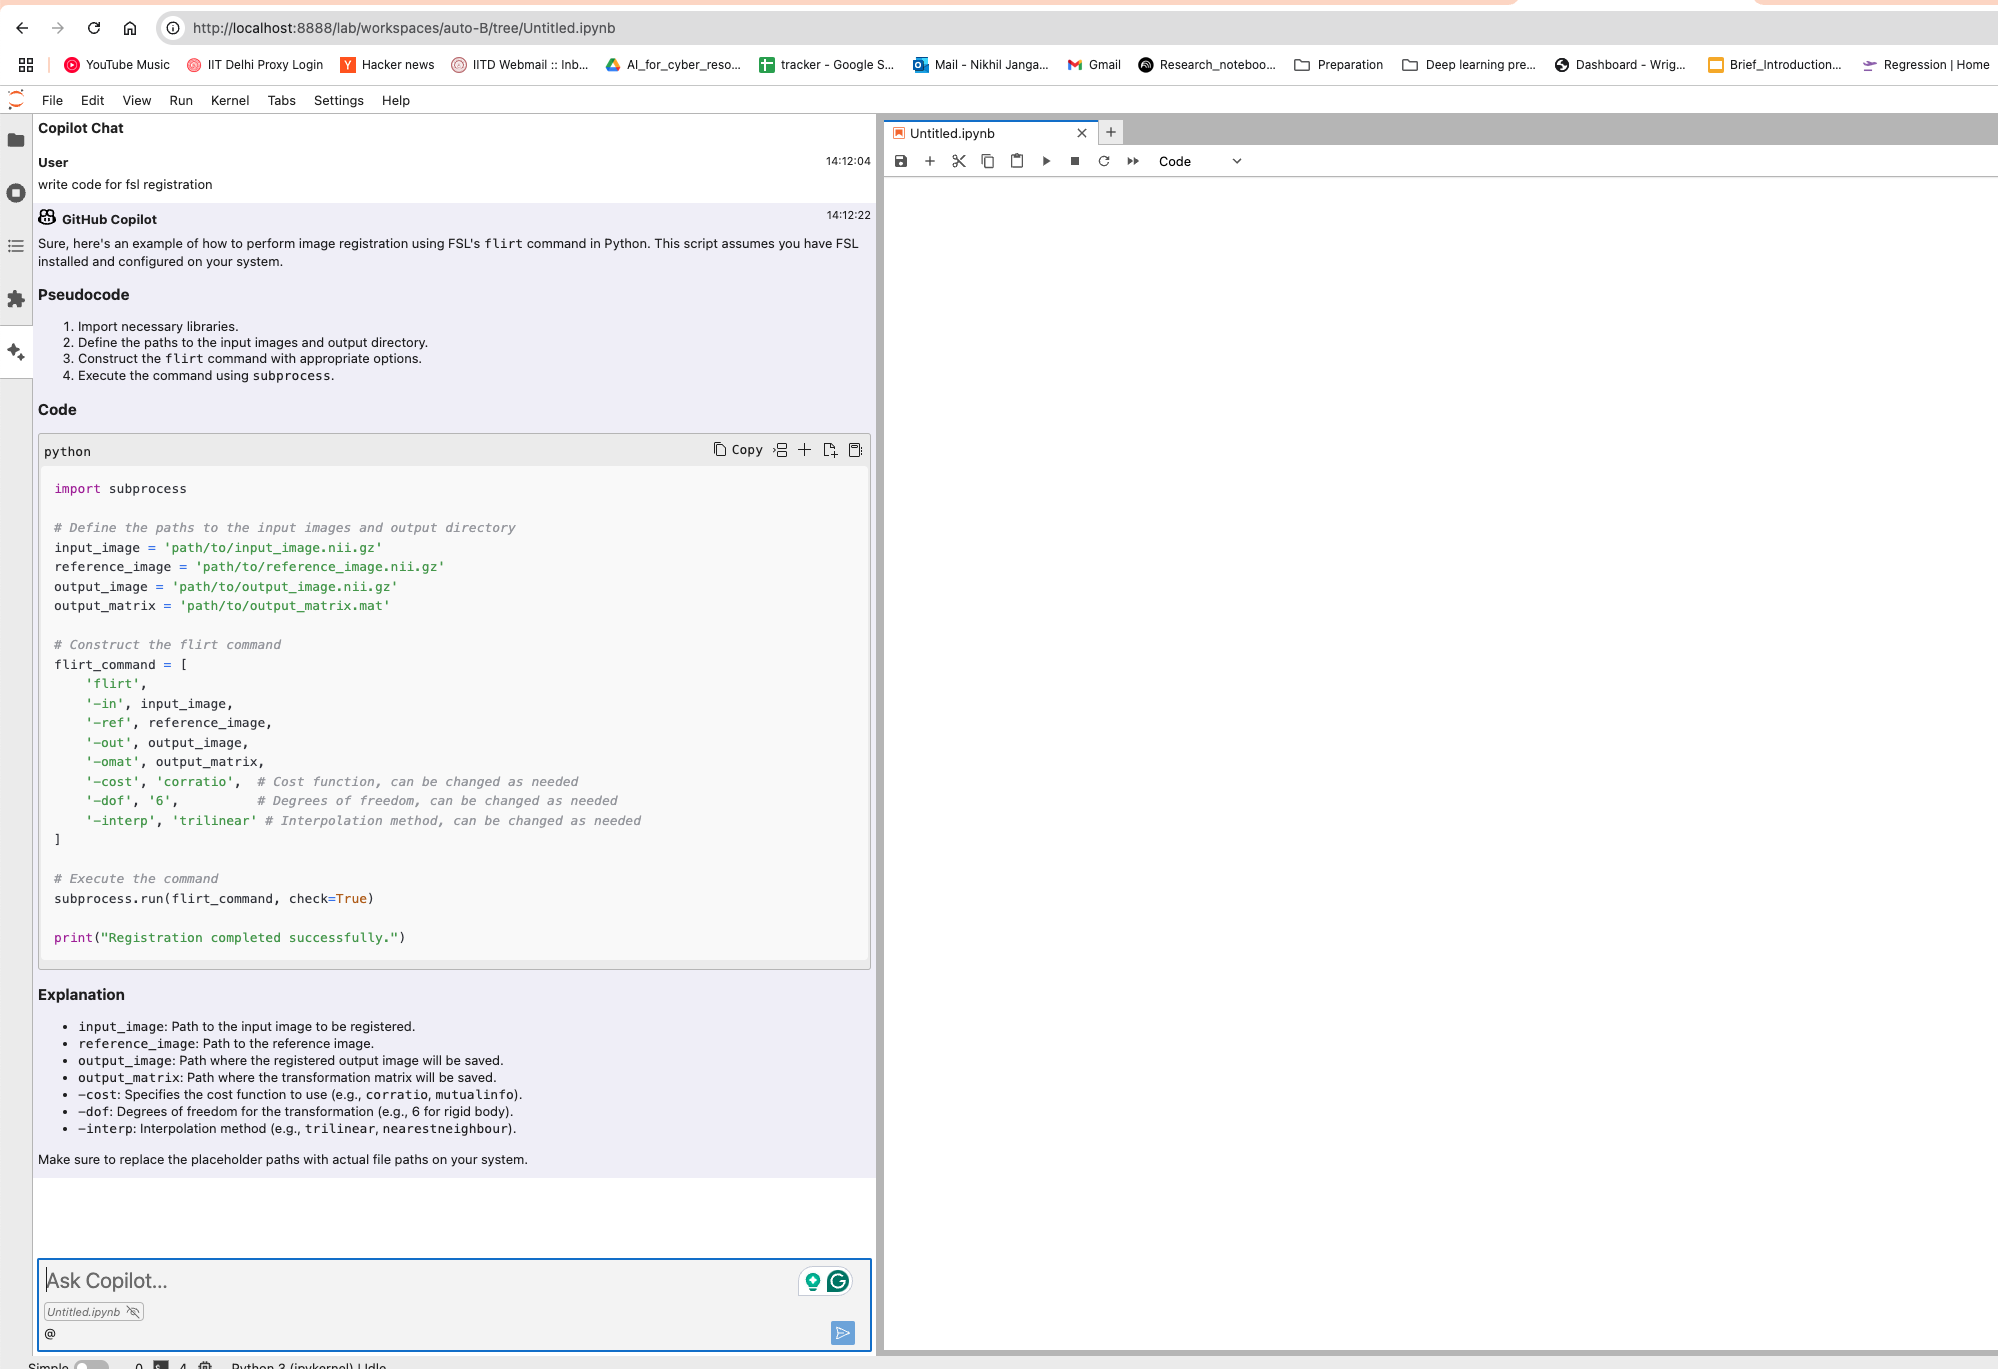 http://localhost:8888/lab/workspaces/auto-B/tree/Untitled.ipynb
YouTube Music IIT Delhi Proxy Login Hacker news IITD Webmail :: Inb... AI_for_cyber_reso... tracker - Google S... Mail - Nikhil Janga... Gmail Research_noteboo... Preparation Deep learning pre... Dashboard - Wrig... Brief_Introduction... Regression | Home
File Edit View Run Kernel Tabs Settings Help
Copilot Chat
User 14:12:04
write code for fsl registration
GitHub Copilot 14:12:22
Sure, here's an example of how to perform image registration using FSL's flirt command in Python. This script assumes you have FSL
installed and configured on your system.
Pseudocode
1. Import necessary libraries.
2. Define the paths to the input images and output directory.
3. Construct the flirt command with appropriate options.
4. Execute the command using subprocess.
Code
python Copy
import subprocess
# Define the paths to the input images and output directory
input_image = 'path/to/input_image.nii.gz'
reference_image = 'path/to/reference_image.nii.gz'
output_image = 'path/to/output_image.nii.gz'
output_matrix = 'path/to/output_matrix.mat'
# Construct the flirt command
flirt_command = [
'flirt',
'-in', input_image,
'-ref', reference_image,
'-out', output_image,
'-omat', output_matrix,
'-cost', 'corratio', # Cost function, can be changed as needed
'-dof', '6', # Degrees of freedom, can be changed as needed
'-interp', 'trilinear' # Interpolation method, can be changed as needed
]
# Execute the command
subprocess.run(flirt_command, check=True)
print("Registration completed successfully.")
Explanation
• input_image: Path to the input image to be registered.
• reference_image: Path to the reference image.
• output_image: Path where the registered output image will be saved.
• output_matrix: Path where the transformation matrix will be saved.
• -cost: Specifies the cost function to use (e.g., corratio, mutualinfo).
• -dof: Degrees of freedom for the transformation (e.g., 6 for rigid body).
• -interp: Interpolation method (e.g., trilinear, nearestneighbour).
Make sure to replace the placeholder paths with actual file paths on your system.
Ask Copilot...
Untitled.ipynb
@
Simple 0 4 Python 3 (ipykernel) | Idle
Untitled.ipynb
Code